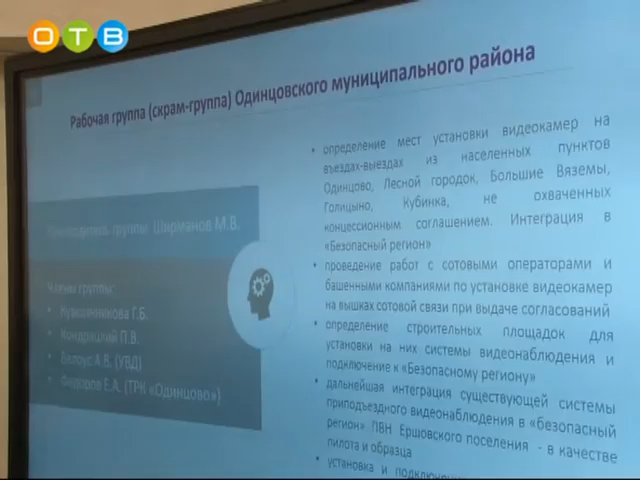 ОТВ
Рабочая группа (скрам-группа) Одинцовского муниципального района
Руководитель группы Ширманов М.В.
Члены группы:
• Г.Б.
• Кондрацкий П.В.
• Белоус А.В. (УВД)
• Федоров Е.А. (ТРК «Одинцово»)
• определение мест установки видеокамер на
въездах-выездах из населенных пунктов
Одинцово, Лесной городок, Большие Вяземы,
Голицыно, Кубинка, не охваченных
концессионным соглашением. Интеграция в
«Безопасный регион»
• проведение работ с сотовыми операторами и
башенными компаниями по установке видеокамер
на вышках сотовой связи при выдаче согласований
• определение строительных площадок для
установки на них системы видеонаблюдения и
подключение к «Безопасному региону»
• дальнейшая интеграция существующей системы
приподъездного видеонаблюдения в «безопасный
регион» ПВН Ершовского поселения - в качестве
пилота и образца
• установка и